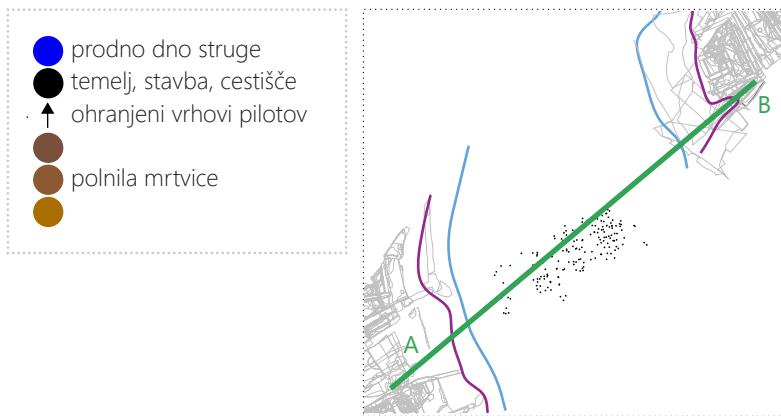 prodno dno struge
temelj, stavba, cestišče
ohranjeni vrhovi pilotov
polnila mrtvice
B
A